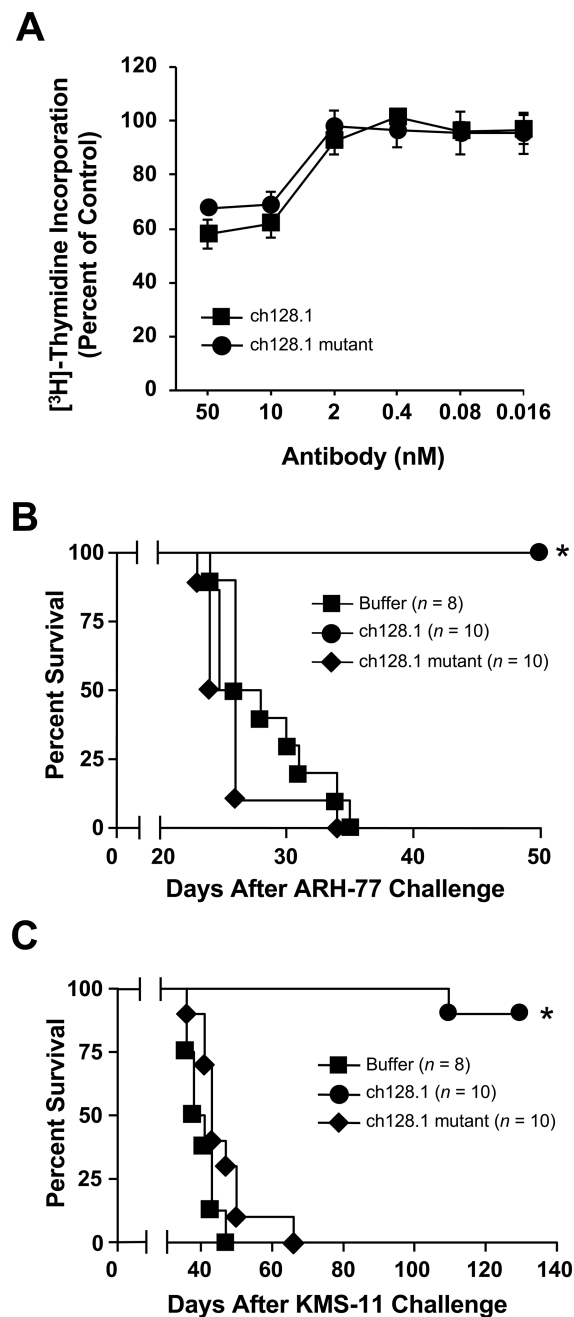 A
[³H]-Thymidine Incorporation
(Percent of Control)
120
100
80
60
40
20
0
ch128.1
ch128.1 mutant
50 10 2 0.4 0.08 0.016
Antibody (nM)
B
Percent Survival
100
75
50
25
0
*
Buffer (n = 8)
ch128.1 (n = 10)
ch128.1 mutant (n = 10)
0 20 30 40 50
Days After ARH-77 Challenge
C
Percent Survival
100
75
50
25
0
*
Buffer (n = 8)
ch128.1 (n = 10)
ch128.1 mutant (n = 10)
0 40 60 80 100 120 140
Days After KMS-11 Challenge